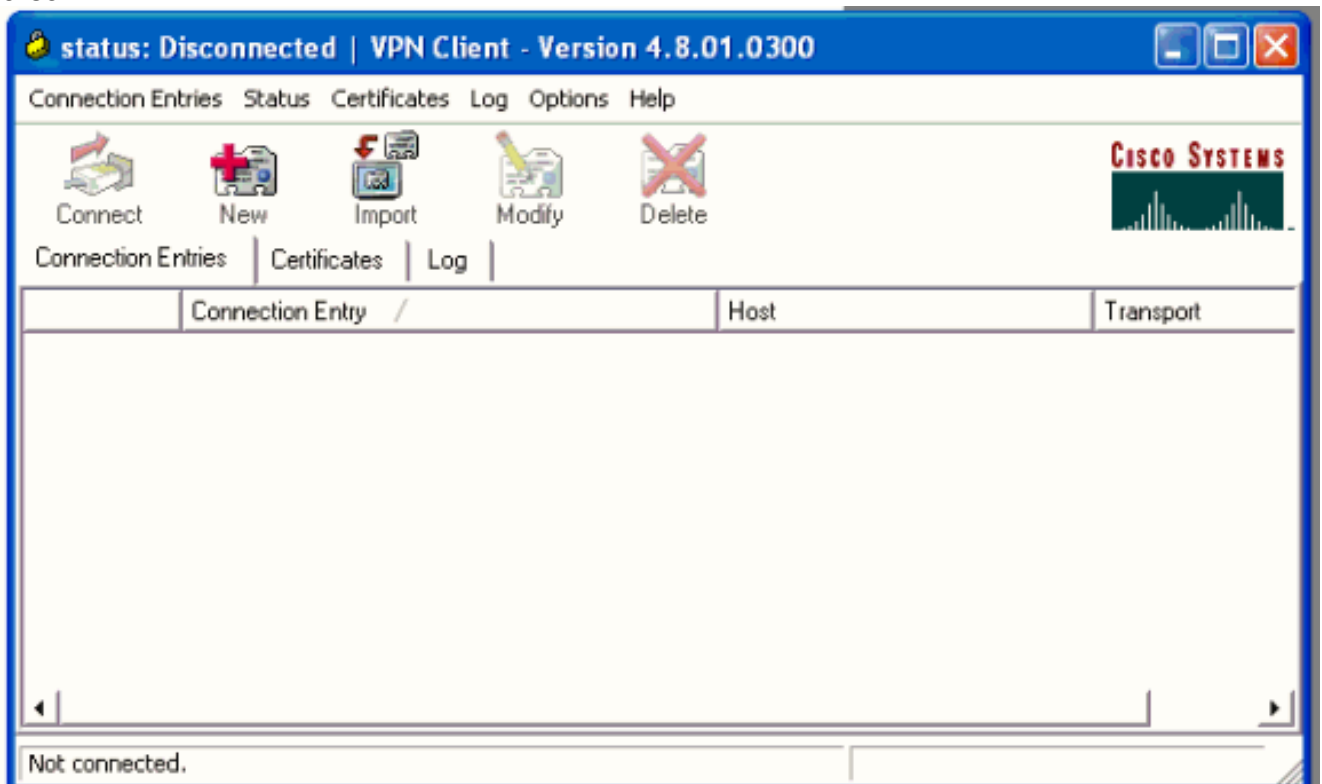 status: Disconnected | VPN Client - Version 4.8.01.0300
Connection Entries Status Certificates Log Options Help
CISCO SYSTEMS
Connect New Import Modify Delete
Connection Entries Certificates Log
Connection Entry Host Transport
Not connected.